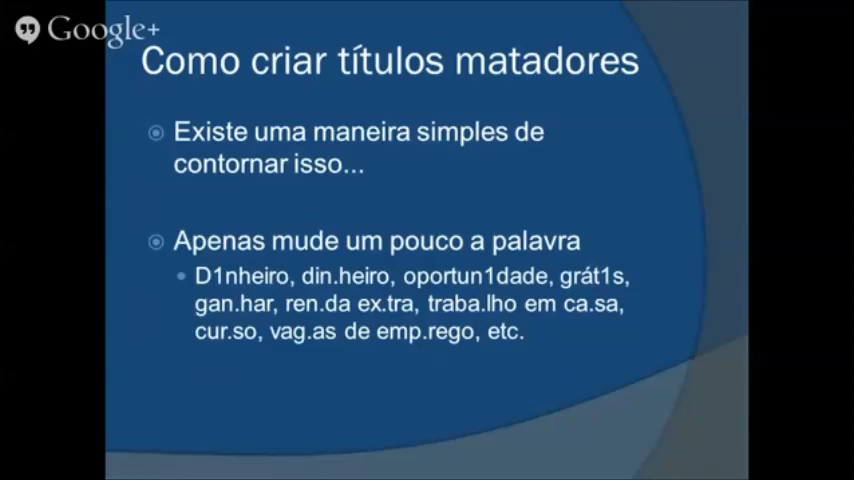 Google+
Como criar títulos matadores
Existe uma maneira simples de
contornar isso...
Apenas mude um pouco a palavra
D1nheiro, din.heiro, oportun1dade, grát1s,
gan.har, ren.da ex.tra, traba.lho em ca.sa,
cur.so, vag.as de emp.rego, etc.